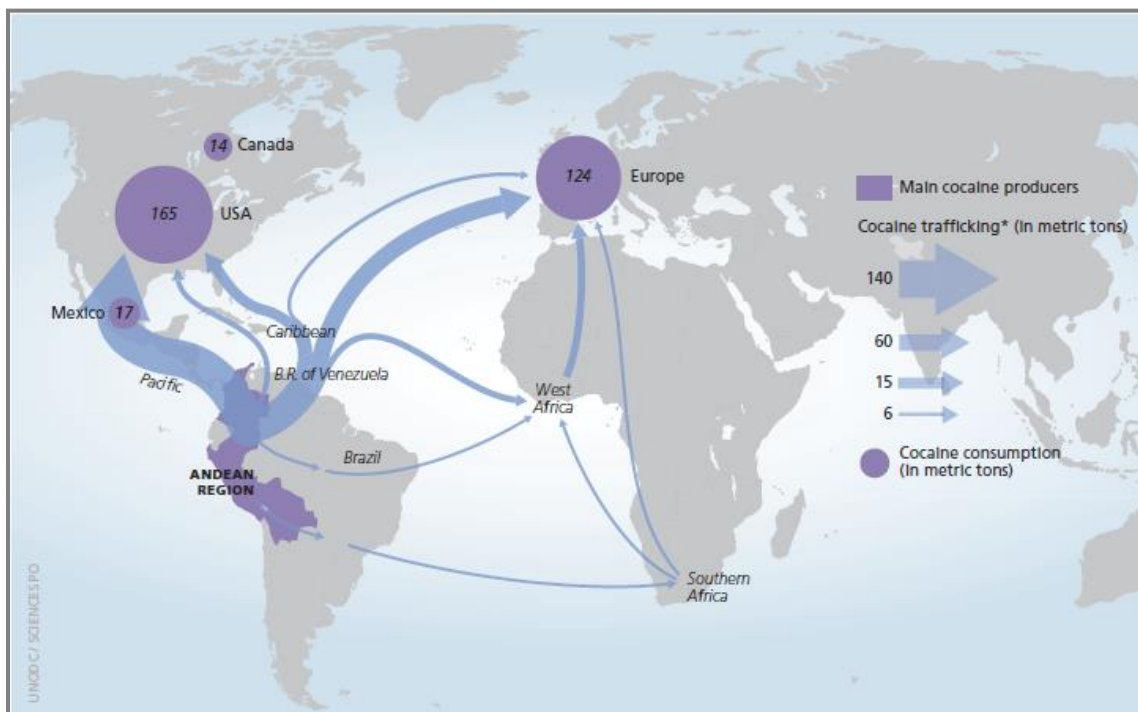 14 Canada
165 USA
124 Europe
Mexico 17
Caribbean
Pacific
B.R. of Venezuela
West
Africa
Brazil
ANDEAN
REGION
Southern
Africa
Main cocaine producers
Cocaine trafficking* (in metric tons)
140
60
15
6
Cocaine consumption
(in metric tons)
UNODC / SCIENCES PO